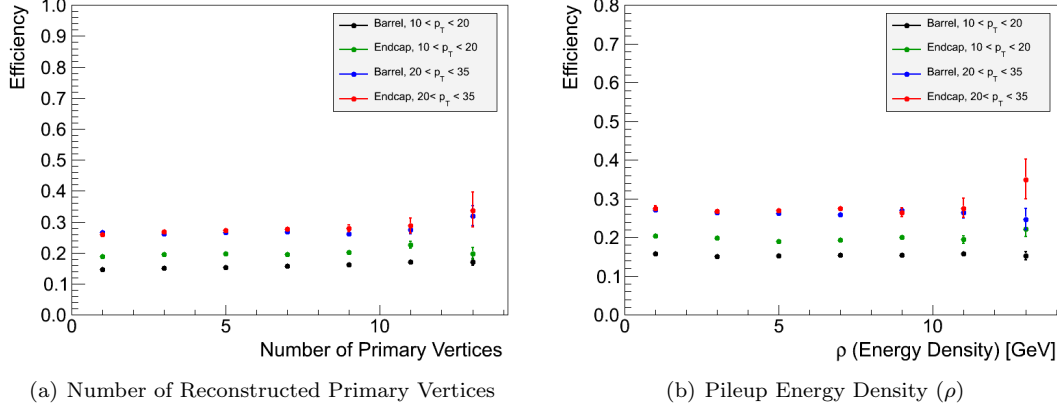 Efficiency
1.0
0.9
0.8
0.7
0.6
0.5
0.4
0.3
0.2
0.1
0.0
0
5
10
Number of Primary Vertices
Barrel, 10 < p_T < 20
Endcap, 10 < p_T < 20
Barrel, 20 < p_T < 35
Endcap, 20< p_T < 35
(a) Number of Reconstructed Primary Vertices
Efficiency
0.8
0.7
0.6
0.5
0.4
0.3
0.2
0.1
0.0
0
5
10
ρ (Energy Density) [GeV]
Barrel, 10 < p_T < 20
Endcap, 10 < p_T < 20
Barrel, 20 < p_T < 35
Endcap, 20< p_T < 35
(b) Pileup Energy Density (ρ)